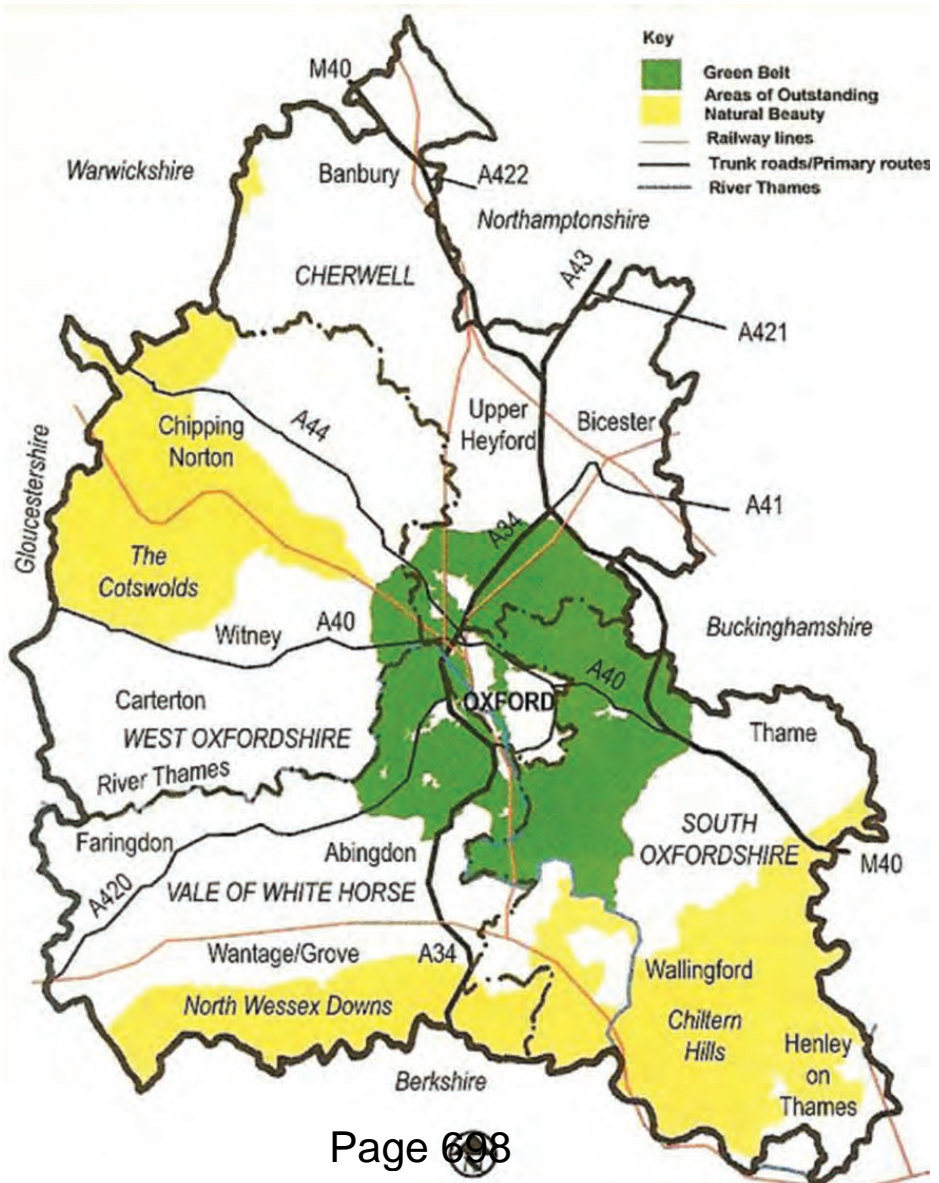 Key
Green Belt
Areas of Outstanding
Natural Beauty
Railway lines
Trunk roads/Primary routes
River Thames
M40
Warwickshire
Banbury
A422
Northamptonshire
CHERWELL
A43
A421
A44
Upper
Heyford
Bicester
Chipping
Norton
Gloucestershire
A41
A34
The
Cotswolds
Witney
A40
Buckinghamshire
A40
Carterton
OXFORD
WEST OXFORDSHIRE
Thame
River Thames
Faringdon
Abingdon
SOUTH
OXFORDSHIRE
M40
A420
VALE OF WHITE HORSE
Wantage/Grove
A34
Wallingford
North Wessex Downs
Chiltern
Hills
Henley
on
Thames
Berkshire
Page 698
N